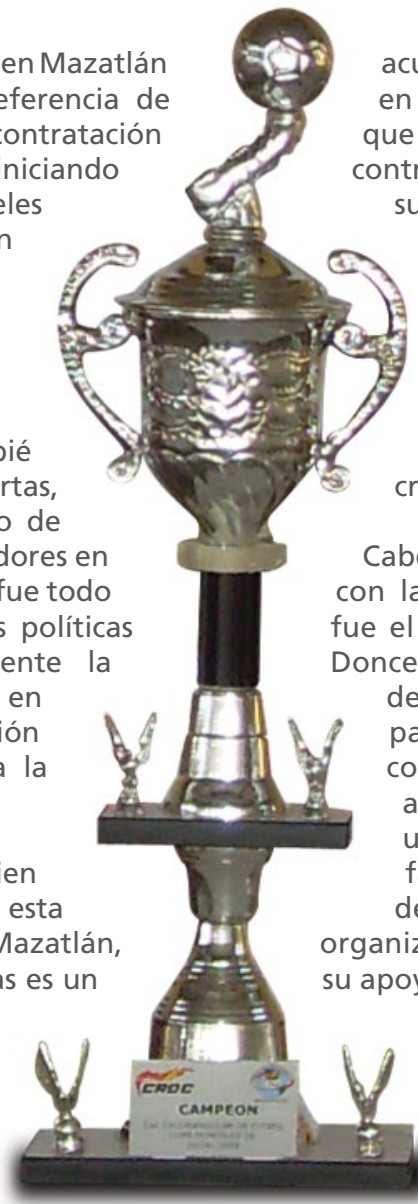 en Mazatlán
eferencia de
contratación
iniciando
eles
n
pié
rtas,
o de
dores en
fue todo
s políticas
ente la
en
ión
a la
ien
esta
Mazatlán,
as es un
acu
en
que
contr
su
cr
Cabo
con la
fue el
Donce
de
pa
co
a
u
fa
de
organiz
su apoy
CROC
CAMPEON